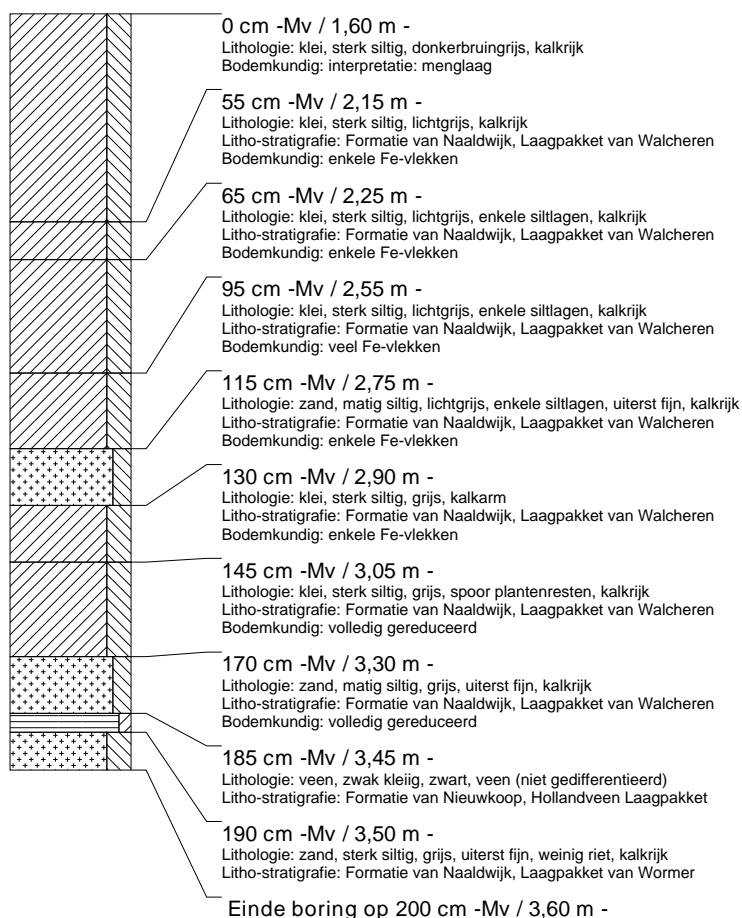 0 cm -Mv / 1,60 m -
Lithologie: klei, sterk siltig, donkerbruingrijs, kalkrijk
Bodemkundig: interpretatie: menglaag
55 cm -Mv / 2,15 m -
Lithologie: klei, sterk siltig, lichtgrijs, kalkrijk
Litho-stratigrafie: Formatie van Naaldwijk, Laagpakket van Walcheren
Bodemkundig: enkele Fe-vlekken
65 cm -Mv / 2,25 m -
Lithologie: klei, sterk siltig, lichtgrijs, enkele siltlagen, kalkrijk
Litho-stratigrafie: Formatie van Naaldwijk, Laagpakket van Walcheren
Bodemkundig: enkele Fe-vlekken
95 cm -Mv / 2,55 m -
Lithologie: klei, sterk siltig, lichtgrijs, enkele siltlagen, kalkrijk
Litho-stratigrafie: Formatie van Naaldwijk, Laagpakket van Walcheren
Bodemkundig: veel Fe-vlekken
115 cm -Mv / 2,75 m -
Lithologie: zand, matig siltig, lichtgrijs, enkele siltlagen, uiterst fijn, kalkrijk
Litho-stratigrafie: Formatie van Naaldwijk, Laagpakket van Walcheren
Bodemkundig: enkele Fe-vlekken
130 cm -Mv / 2,90 m -
Lithologie: klei, sterk siltig, grijs, kalkarm
Litho-stratigrafie: Formatie van Naaldwijk, Laagpakket van Walcheren
Bodemkundig: enkele Fe-vlekken
145 cm -Mv / 3,05 m -
Lithologie: klei, sterk siltig, grijs, spoor plantenresten, kalkrijk
Litho-stratigrafie: Formatie van Naaldwijk, Laagpakket van Walcheren
Bodemkundig: volledig gereduceerd
170 cm -Mv / 3,30 m -
Lithologie: zand, matig siltig, grijs, uiterst fijn, kalkrijk
Litho-stratigrafie: Formatie van Naaldwijk, Laagpakket van Walcheren
Bodemkundig: volledig gereduceerd
185 cm -Mv / 3,45 m -
Lithologie: veen, zwak kleiig, zwart, veen (niet gedifferentieerd)
Litho-stratigrafie: Formatie van Nieuwkoop, Hollandveen Laagpakket
190 cm -Mv / 3,50 m -
Lithologie: zand, sterk siltig, grijs, uiterst fijn, weinig riet, kalkrijk
Litho-stratigrafie: Formatie van Naaldwijk, Laagpakket van Wormer
Einde boring op 200 cm -Mv / 3,60 m -